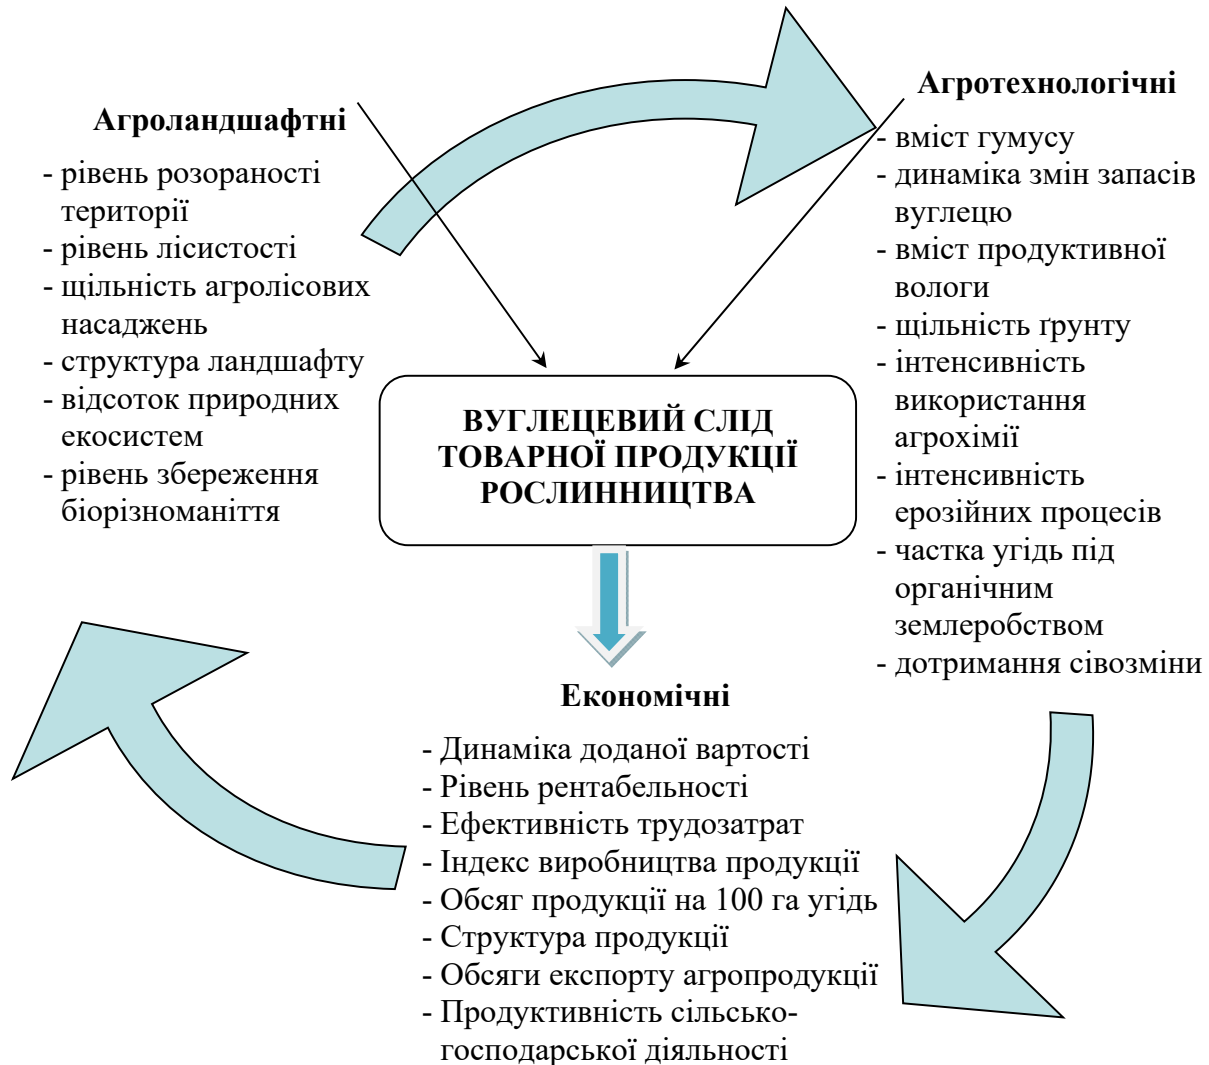 Агроландшафтні
- рівень розораності
території
- рівень лісистості
- щільність агролісових
насаджень
- структура ландшафту
- відсоток природних
екосистем
- рівень збереження
біорізноманіття
Агротехнологічні
- вміст гумусу
- динаміка змін запасів
вуглецю
- вміст продуктивної
вологи
- щільність ґрунту
- інтенсивність
використання
агрохімії
- інтенсивність
ерозійних процесів
- частка угідь під
органічним
землеробством
- дотримання сівозміни
ВУГЛЕЦЕВИЙ СЛІД
ТОВАРНОЇ ПРОДУКЦІЇ
РОСЛИННИЦТВА
Економічні
- Динаміка доданої вартості
- Рівень рентабельності
- Ефективність трудозатрат
- Індекс виробництва продукції
- Обсяг продукції на 100 га угідь
- Структура продукції
- Обсяги експорту агропродукції
- Продуктивність сільсько-
господарської діяльності